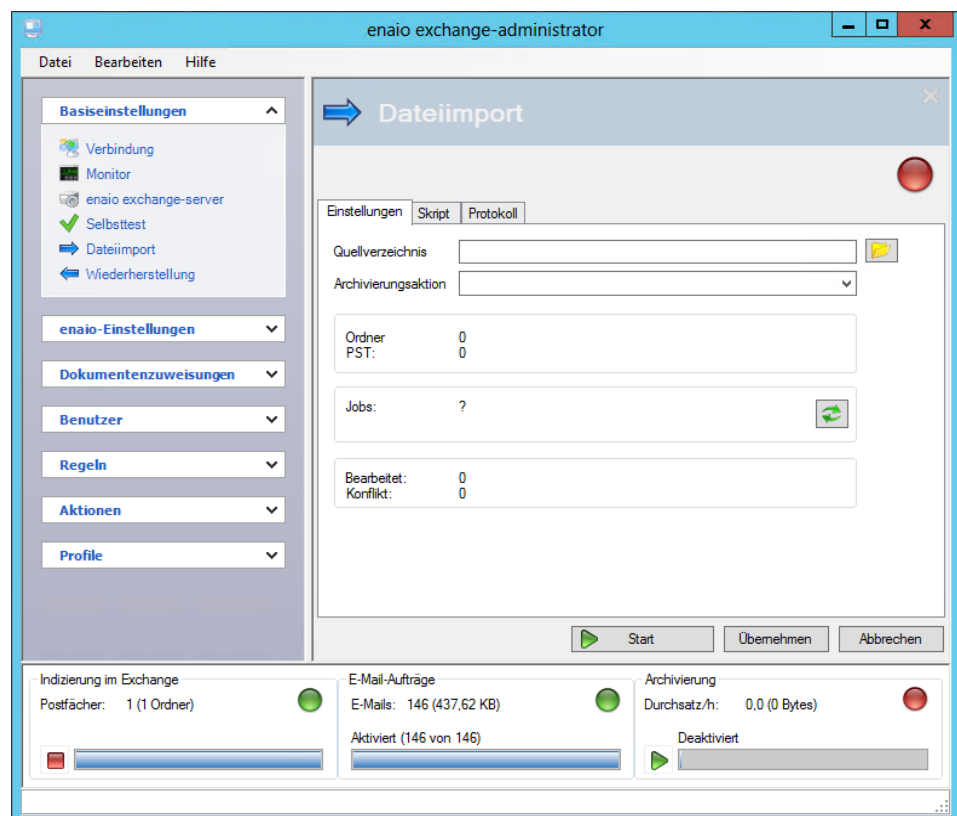 enaio exchange-administrator
Datei Bearbeiten Hilfe
Basiseinstellungen
Verbindung
Monitor
enaio exchange-server
Selbsttest
Dateiimport
Wiederherstellung
enaio-Einstellungen
Dokumentenzuweisungen
Benutzer
Regeln
Aktionen
Profile
Dateiimport
Einstellungen Skript Protokoll
Quellverzeichnis
Archivierungsaktion
Ordner 0
PST: 0
Jobs: ?
Bearbeitet: 0
Konflikt: 0
Start Übernehmen Abbrechen
Indizierung im Exchange
Postfächer: 1 (1 Ordner)
E-Mail-Aufträge
E-Mails: 146 (437,62 KB)
Aktiviert (146 von 146)
Archivierung
Durchsatz/h: 0,0 (0 Bytes)
Deaktiviert